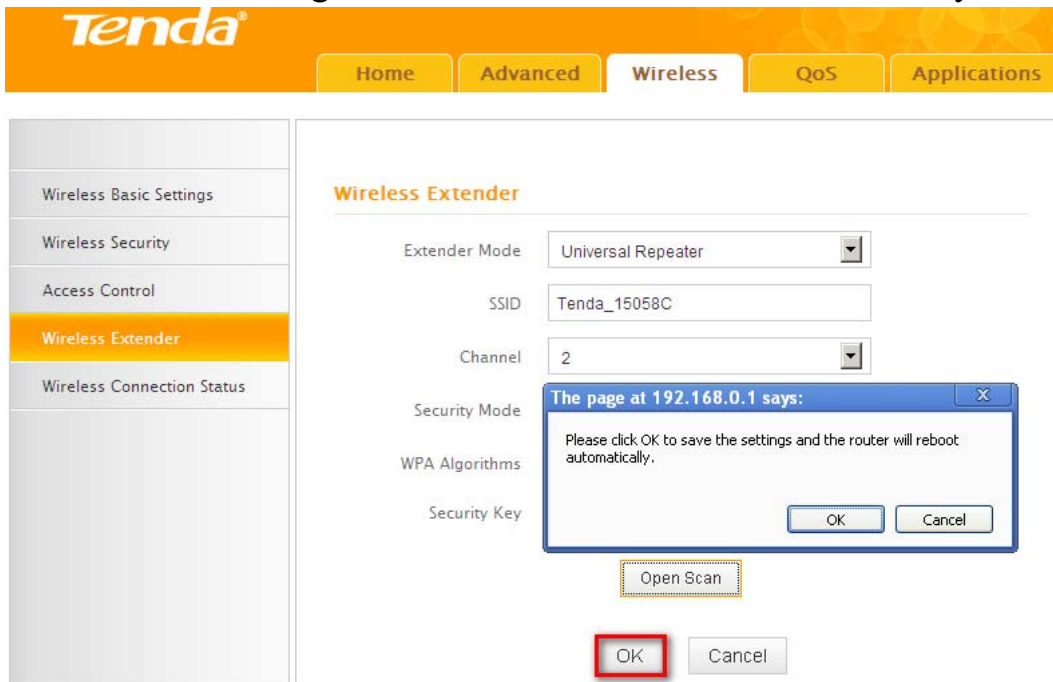 Tenda®
Home Advanced Wireless QoS Applications
Wireless Basic Settings
Wireless Security
Access Control
Wireless Extender
Wireless Connection Status
Wireless Extender
Extender Mode Universal Repeater
SSID Tenda_15058C
Channel 2
Security Mode
WPA Algorithms
Security Key
The page at 192.168.0.1 says: X
Please click OK to save the settings and the router will reboot
automatically.
OK Cancel
Open Scan
OK Cancel